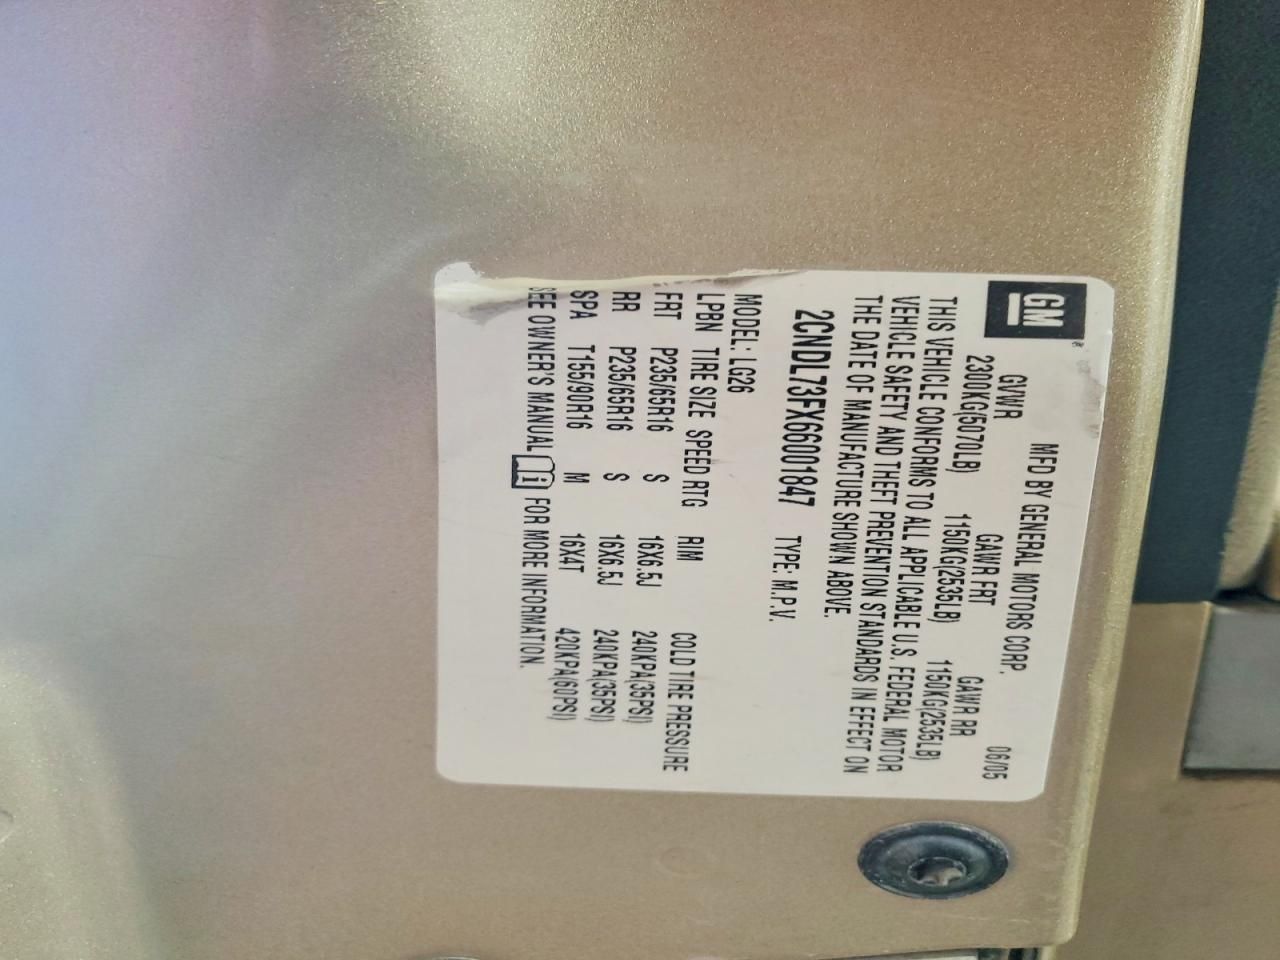 GM
MFD BY GENERAL MOTORS CORP. 06/05
GVWR GAWR FRT GAWR RR
2300KG(5070LB) 1150KG(2535LB) 1150KG(2535LB)
THIS VEHICLE CONFORMS TO ALL APPLICABLE U.S. FEDERAL MOTOR
VEHICLE SAFETY AND THEFT PREVENTION STANDARDS IN EFFECT ON
THE DATE OF MANUFACTURE SHOWN ABOVE.
2CNDL73FX66001847 TYPE: M.P.V.
MODEL: LG26
LPBN TIRE SIZE SPEED RTG RIM COLD TIRE PRESSURE
FRT P235/65R16 S 16X6.5J 240KPA(35PSI)
RR P235/65R16 S 16X6.5J 240KPA(35PSI)
SPA T155/90R16 M 16X4T 420KPA(60PSI)
SEE OWNER'S MANUAL i FOR MORE INFORMATION.